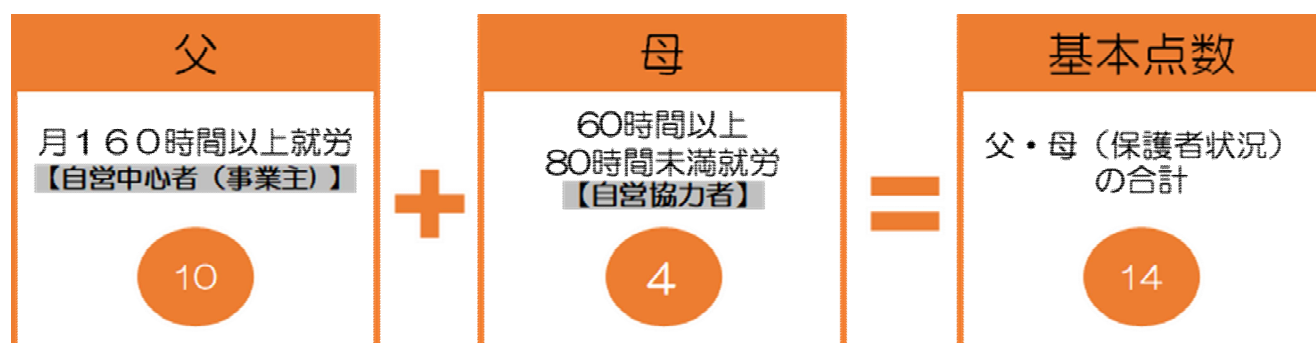 父
月１６０時間以上就労
【自営中心者（事業主）】
10
+
母
60時間以上
80時間未満就労
【自営協力者】
4
=
基本点数
父・母（保護者状況）
の合計
14